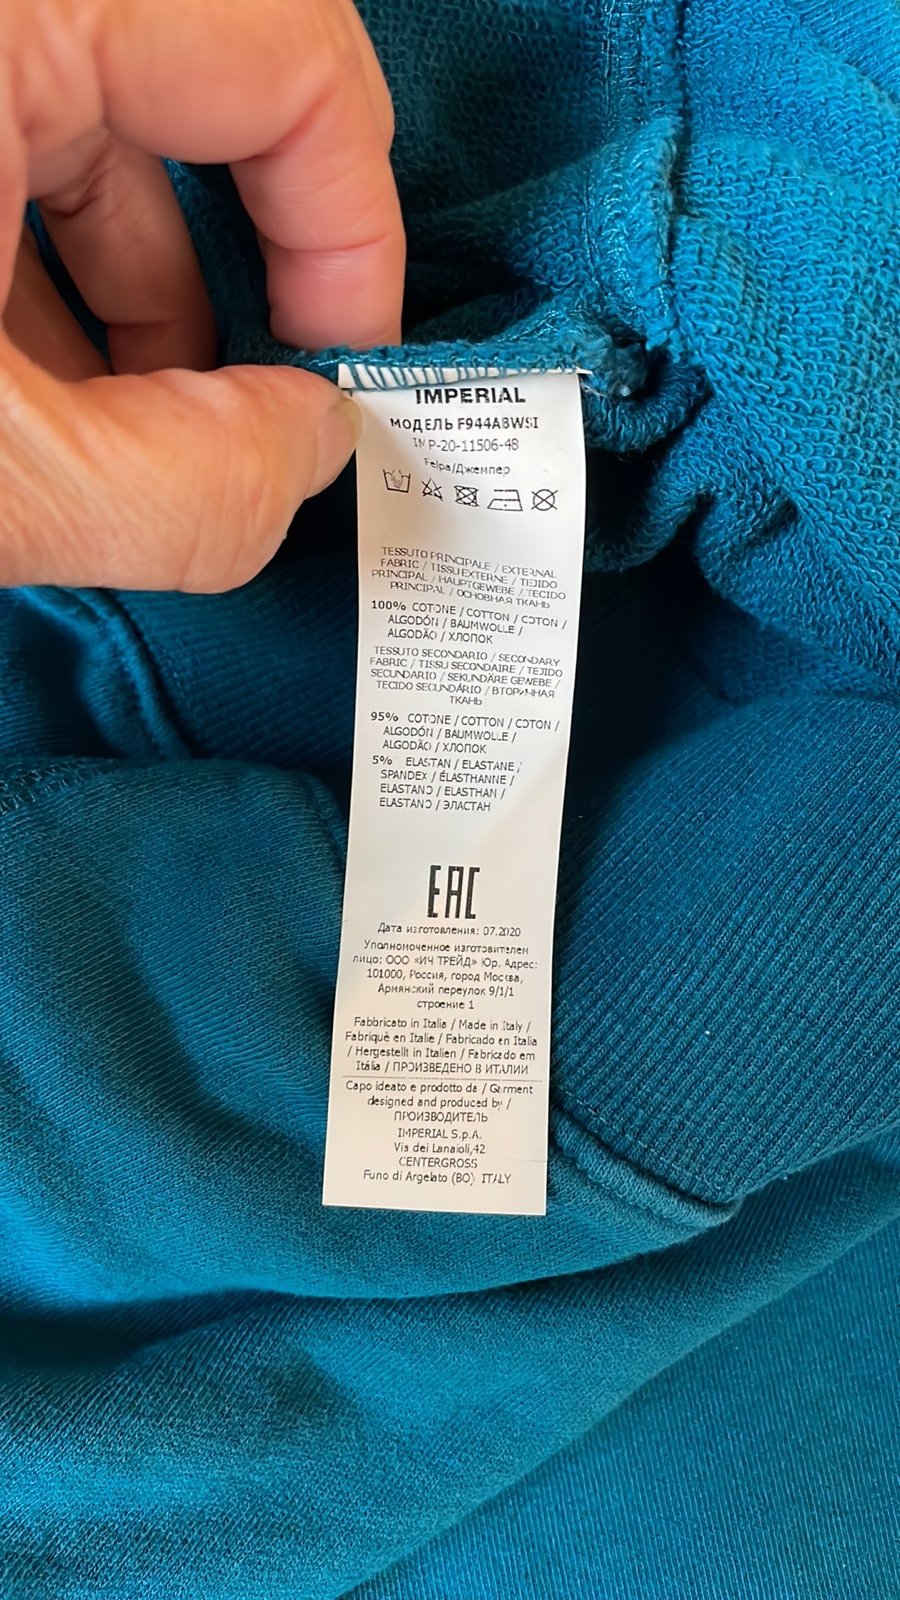 IMPERIAL
МОДЕЛЬ F944ABWSI
IMP-20-11506-48
Felpa/Джемпер
TESSUTO PRINCIPALE / EXTERNAL
FABRIC / TISSU EXTERNE / TEJIDO
PRINCIPAL / HAUPTGEWEBE / TECIDO
PRINCIPAL / ОСНОВНАЯ ТКАНЬ
100% COTONE / COTTON / COTON /
ALGODÓN / BAUMWOLLE /
ALGODÃO / ХЛОПОК
TESSUTO SECONDARIO / SECONDARY
FABRIC / TISSU SECONDAIRE / TEJIDO
SECUNDARIO / SEKUNDÄRE GEWEBE /
TECIDO SECUNDÁRIO / ВТОРИЧНАЯ
ТКАНЬ
95% COTONE / COTTON / COTON /
ALGODÓN / BAUMWOLLE /
ALGODÃO / ХЛОПОК
5% ELASTAN / ELASTANE /
SPANDEX / ÉLASTHANNE /
ELASTANO / ELASTHAN /
ELASTANO / ЭЛАСТАН
EAC
Дата изготовления: 07.2020
Уполномоченное изготовителем
лицо: ООО «ИЧ ТРЕЙД» Юр. Адрес:
101000, Россия, город Москва,
Армянский переулок 9/1/1
строение 1
Fabbricato in Italia / Made in Italy /
Fabriquè en Italie / Fabricado en Italia
/ Hergestellt in Italien / Fabricado em
Itália / ПРОИЗВЕДЕНО В ИТАЛИИ
Capo ideato e prodotto da / Garment
designed and produced by /
ПРОИЗВОДИТЕЛЬ
IMPERIAL S.p.A.
Via dei Lanaioli,42
CENTERGROSS
Funo di Argelato (BO) ITALY